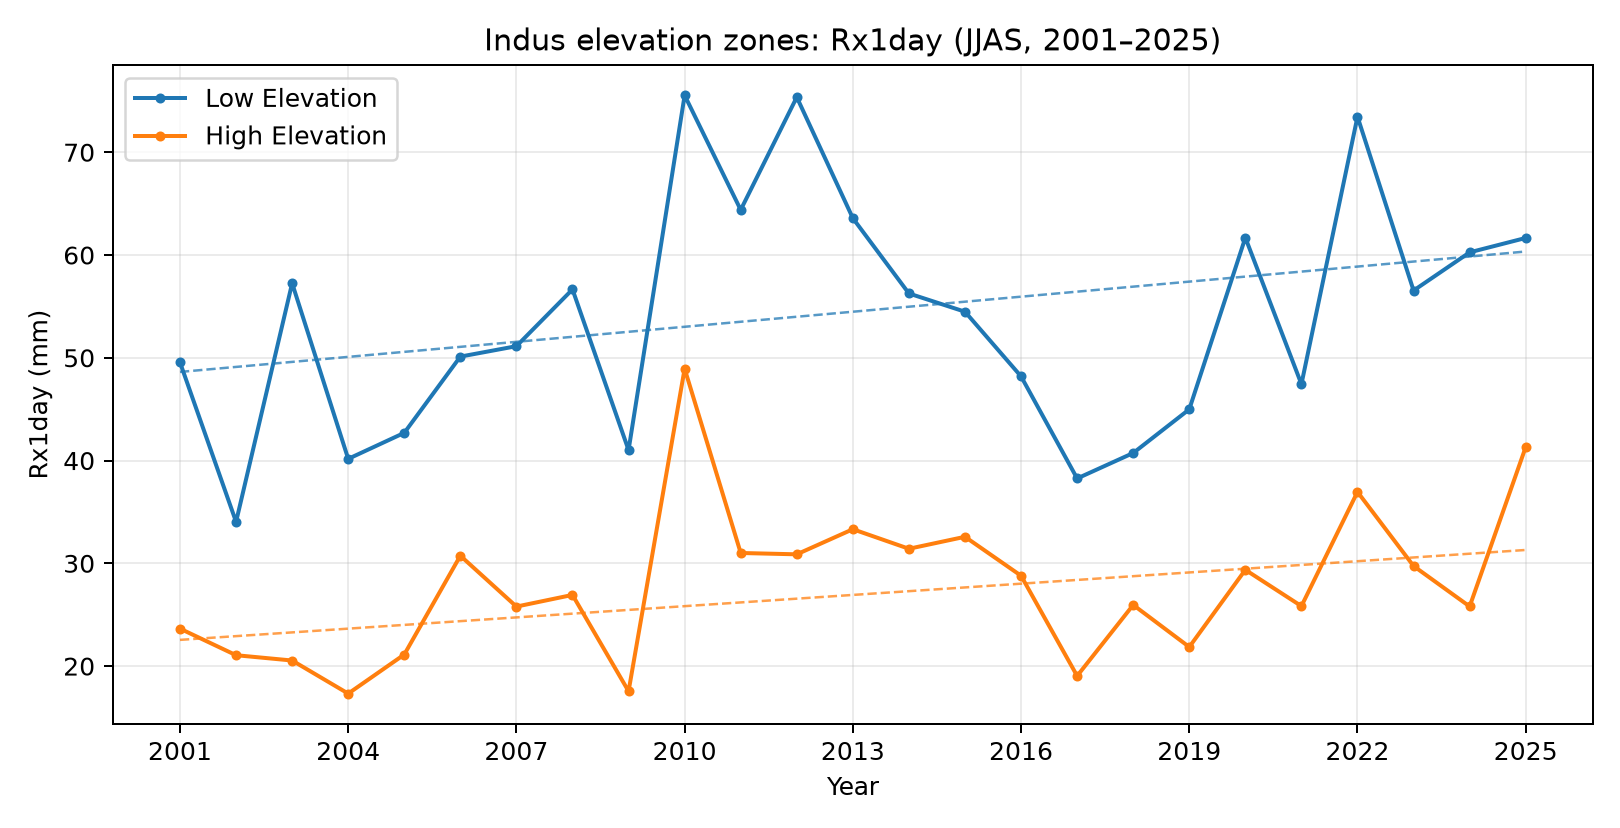 Indus elevation zones: Rx1day (JJAS, 2001–2025)
Low Elevation
High Elevation
Rx1day (mm)
70
60
50
40
30
20
2001 2004 2007 2010 2013 2016 2019 2022 2025
Year